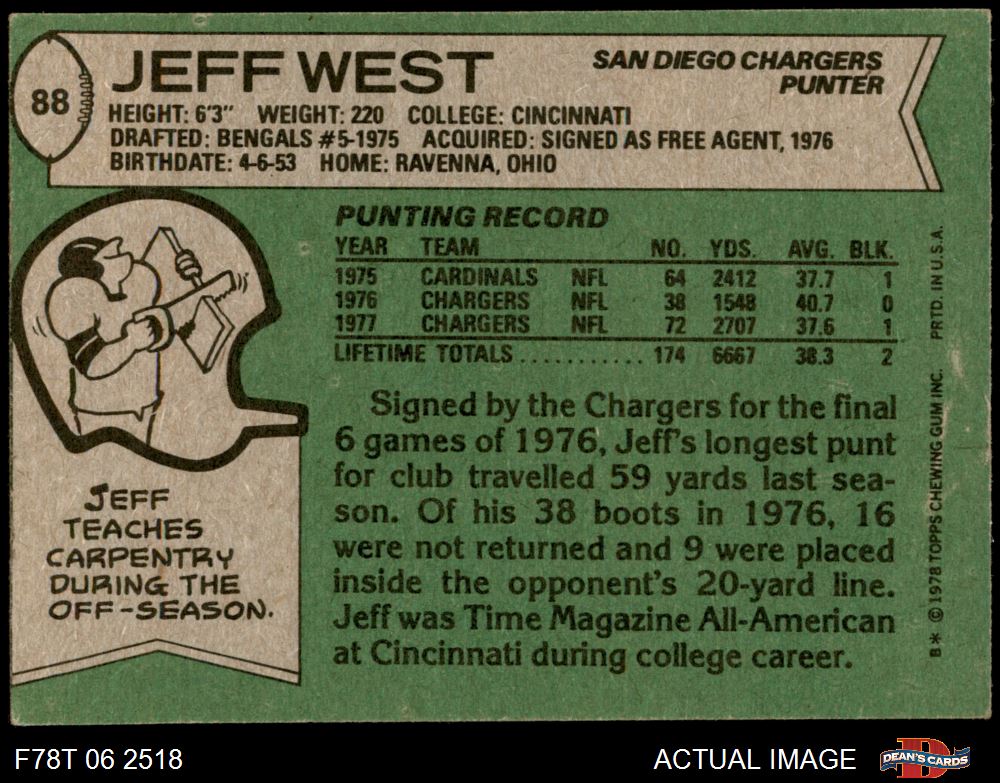 88
JEFF WEST
SAN DIEGO CHARGERS
PUNTER
HEIGHT: 6'3" WEIGHT: 220 COLLEGE: CINCINNATI
DRAFTED: BENGALS #5-1975 ACQUIRED: SIGNED AS FREE AGENT, 1976
BIRTHDATE: 4-6-53 HOME: RAVENNA, OHIO
PUNTING RECORD
YEAR TEAM NO. YDS. AVG. BLK.
1975 CARDINALS NFL 64 2412 37.7 1
1976 CHARGERS NFL 38 1548 40.7 0
1977 CHARGERS NFL 72 2707 37.6 1
LIFETIME TOTALS........... 174 6667 38.3 2
Signed by the Chargers for the final
6 games of 1976, Jeff's longest punt
for club travelled 59 yards last sea-
son. Of his 38 boots in 1976, 16
were not returned and 9 were placed
inside the opponent's 20-yard line.
Jeff was Time Magazine All-American
at Cincinnati during college career.
JEFF
TEACHES
CARPENTRY
DURING THE
OFF-SEASON.
B* ©1978 TOPPS CHEWING GUM INC. PRTD. IN U.S.A.
F78T 06 2518
ACTUAL IMAGE
D
DEAN'S CARDS